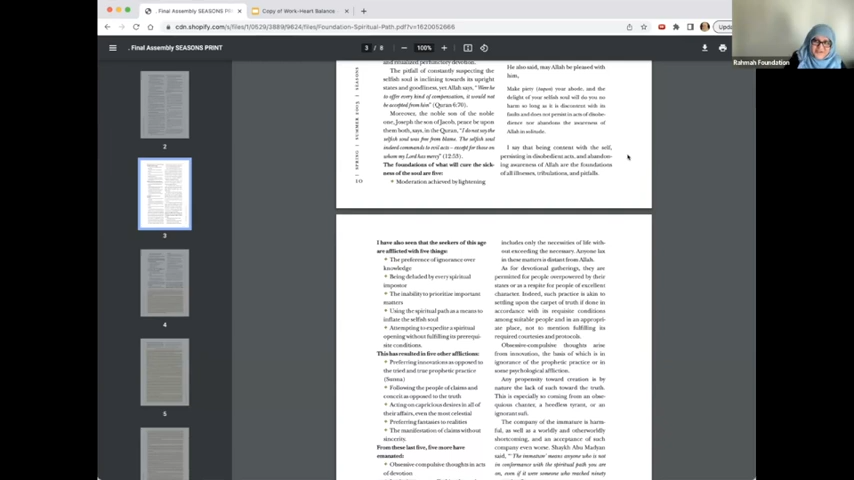 . Final Assembly SEASONS PRINT
Copy of Work-Heart Balance
cdn.shopify.com/s/files/1/0529/3889/9624/files/Foundation-Spiritual-Path.pdf?v=1620052666
. Final Assembly SEASONS PRINT
3 / 8
100%
Rahmah Foundation
2
3
4
5
10 | SPRING | SUMMER 2003 | SEASONS
and ritualized perfunctory devotion.
The pitfall of constantly suspecting the
selfish soul is inclining towards its upright
states and goodliness, yet Allah says, "Were he
to offer every kind of compensation, it would not
be accepted from him" (Quran 6:70).
Moreover, the noble son of the noble
one, Joseph the son of Jacob, peace be upon
them both, says, in the Quran, "I do not say the
selfish soul was free from blame. The selfish
soul indeed commands to evil acts – except for those on
whom my Lord has mercy" (12:53).
The foundations of what will cure the sick-
ness of the soul are five:
Moderation achieved by lightening
He also said, may Allah be pleased with
him,
Make piety (taqwa) your abode, and the
delight of your selfish soul will do you no
harm so long as it is discontent with its
faults and does not persist in acts of disobe-
dience nor abandon the awareness of
Allah in solitude.
I say that being content with the self,
persisting in disobedient acts, and abandon-
ing awareness of Allah are the foundations
of all illnesses, tribulations, and pitfalls.
I have also seen that the seekers of this age
are afflicted with five things:
The preference of ignorance over
knowledge
Being deluded by every spiritual
impostor
The inability to prioritize important
matters
Using the spiritual path as a means to
inflate the selfish soul
Attempting to expedite a spiritual
opening without fulfilling its prerequi-
site conditions.
This has resulted in five other afflictions:
Preferring innovations as opposed to
the tried and true prophetic practice
(Sunna)
Following the people of claims and
conceit as opposed to the truth
Acting on capricious desires in all of
their affairs, even the most celestial
Preferring fantasies to realities
The manifestation of claims without
sincerity.
From these last five, five more have
emanated:
Obsessive compulsive thoughts in acts
of devotion
includes only the necessities of life with-
out exceeding the necessary. Anyone lax
in these matters is distant from Allah.
As for devotional gatherings, they are
permitted for people overpowered by their
states or as a respite for people of excellent
character. Indeed, such practice is akin to
settling upon the carpet of truth if done in
accordance with its requisite conditions
among suitable people and in an appropri-
ate place, not to mention fulfilling its
required courtesies and protocols.
Obsessive-compulsive thoughts arise
from innovation, the basis of which is in
ignorance of the prophetic practice or in
some psychological affliction.
Any propensity toward creation is by
nature the lack of such toward the truth.
This is especially so coming from an obse-
quious chanter, a heedless tyrant, or an
ignorant sufi.
The company of the immature is harm-
ful, as well as a worldly and otherworldly
shortcoming, and an acceptance of such
company even worse. Shaykh Abu Madyan
said, "'The immature' means anyone who is not
in conformance with the spiritual path you are
on, even if it were someone who reached ninety